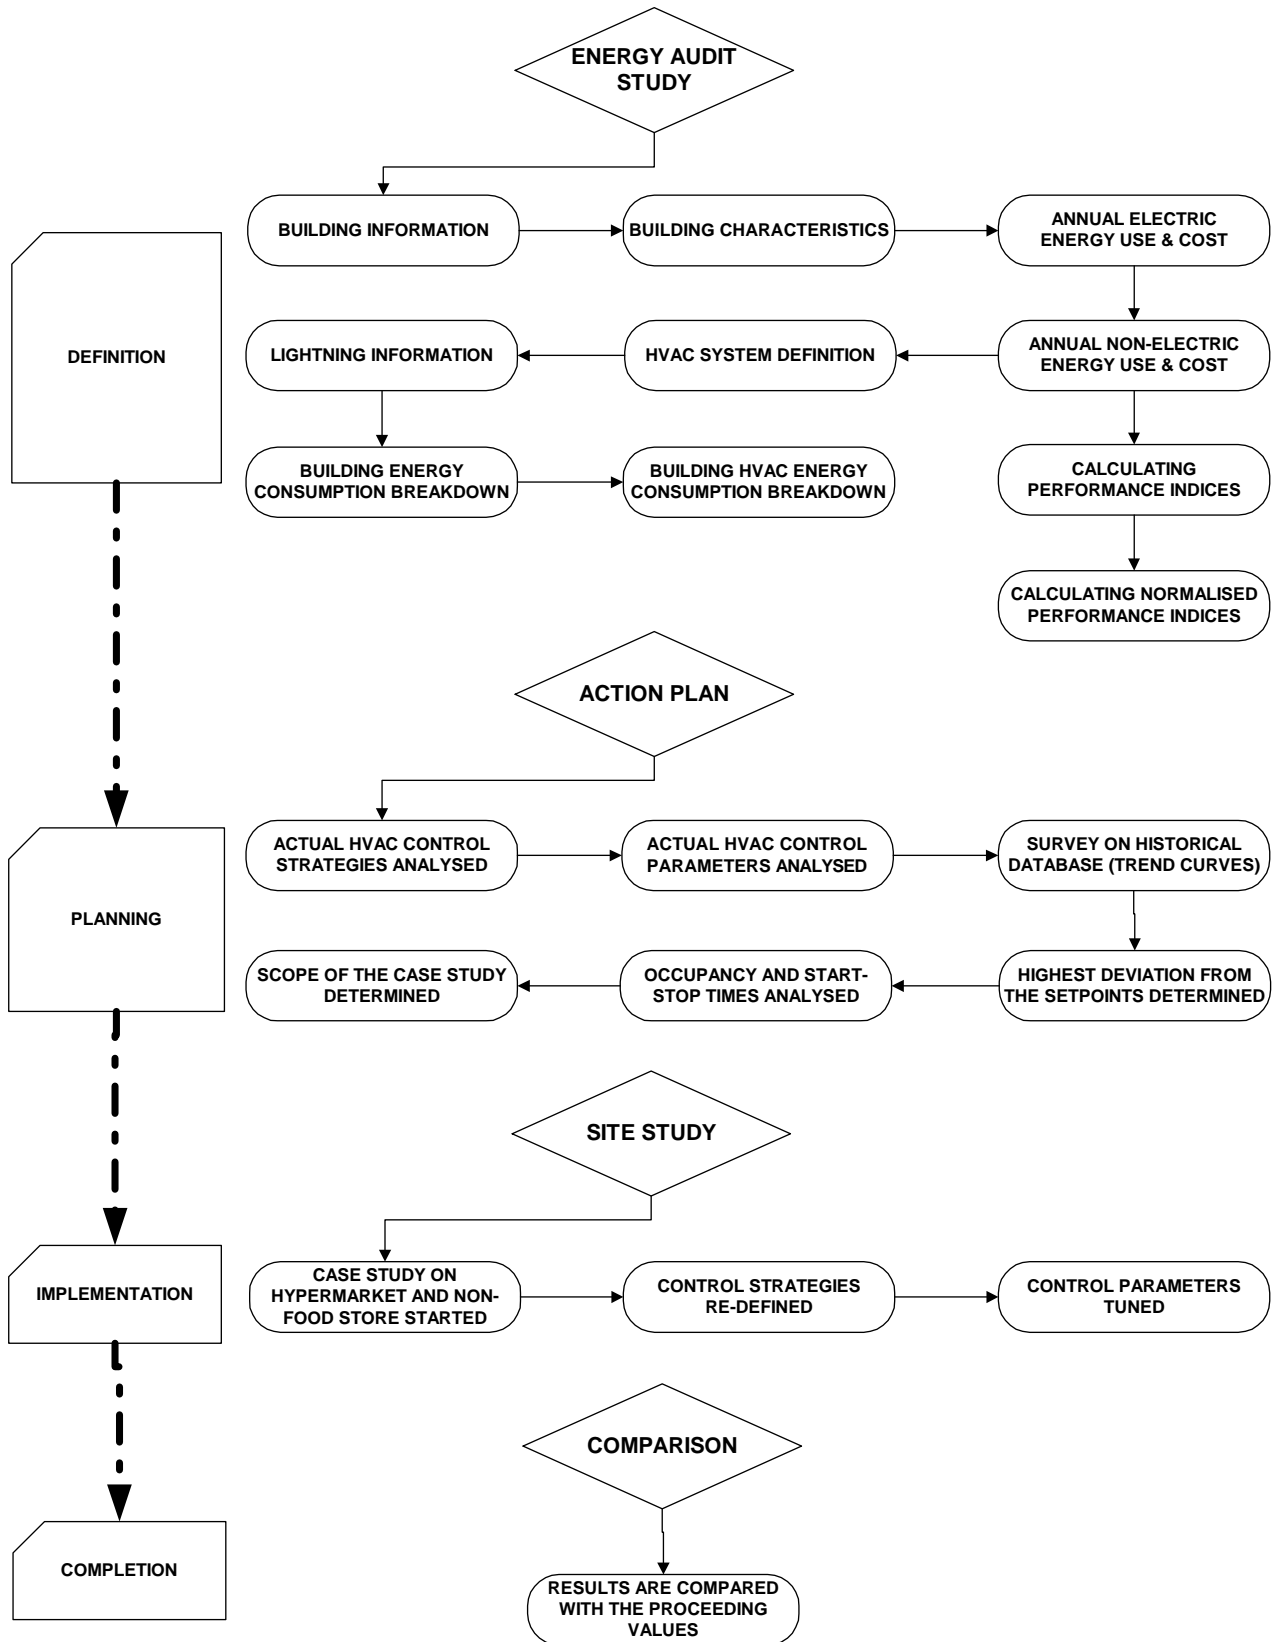 ENERGY AUDIT
STUDY
BUILDING INFORMATION
BUILDING CHARACTERISTICS
ANNUAL ELECTRIC
ENERGY USE & COST
DEFINITION
LIGHTNING INFORMATION
HVAC SYSTEM DEFINITION
ANNUAL NON-ELECTRIC
ENERGY USE & COST
BUILDING ENERGY
CONSUMPTION BREAKDOWN
BUILDING HVAC ENERGY
CONSUMPTION BREAKDOWN
CALCULATING
PERFORMANCE INDICES
CALCULATING NORMALISED
PERFORMANCE INDICES
ACTION PLAN
ACTUAL HVAC CONTROL
STRATEGIES ANALYSED
ACTUAL HVAC CONTROL
PARAMETERS ANALYSED
SURVEY ON HISTORICAL
DATABASE (TREND CURVES)
PLANNING
SCOPE OF THE CASE STUDY
DETERMINED
OCCUPANCY AND START-
STOP TIMES ANALYSED
HIGHEST DEVIATION FROM
THE SETPOINTS DETERMINED
SITE STUDY
IMPLEMENTATION
CASE STUDY ON
HYPERMARKET AND NON-
FOOD STORE STARTED
CONTROL STRATEGIES
RE-DEFINED
CONTROL PARAMETERS
TUNED
COMPARISON
COMPLETION
RESULTS ARE COMPARED
WITH THE PROCEEDING
VALUES